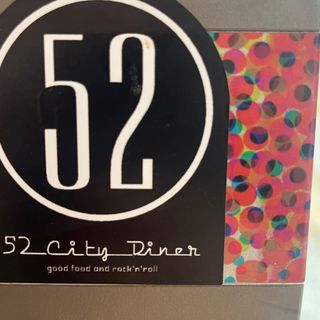 52
52 City Diner
good food and rock'n'roll